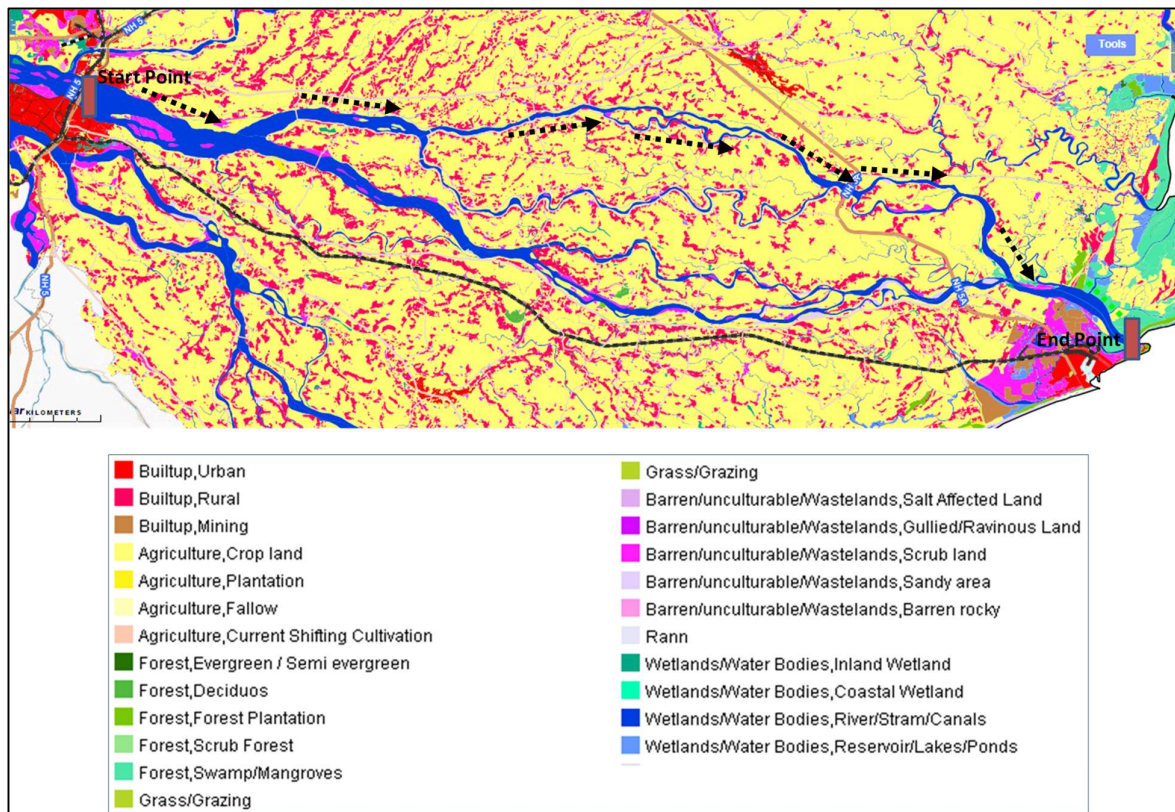 NH 5
Tools
Start Point
NH 5
NH 5
NH 5A
End Point
KILOMETERS
Builtup,Urban
Builtup,Rural
Builtup,Mining
Agriculture,Crop land
Agriculture,Plantation
Agriculture,Fallow
Agriculture,Current Shifting Cultivation
Forest,Evergreen / Semi evergreen
Forest,Deciduos
Forest,Forest Plantation
Forest,Scrub Forest
Forest,Swamp/Mangroves
Grass/Grazing
Grass/Grazing
Barren/unculturable/Wastelands,Salt Affected Land
Barren/unculturable/Wastelands,Gullied/Ravinous Land
Barren/unculturable/Wastelands,Scrub land
Barren/unculturable/Wastelands,Sandy area
Barren/unculturable/Wastelands,Barren rocky
Rann
Wetlands/Water Bodies,Inland Wetland
Wetlands/Water Bodies,Coastal Wetland
Wetlands/Water Bodies,River/Stram/Canals
Wetlands/Water Bodies,Reservoir/Lakes/Ponds